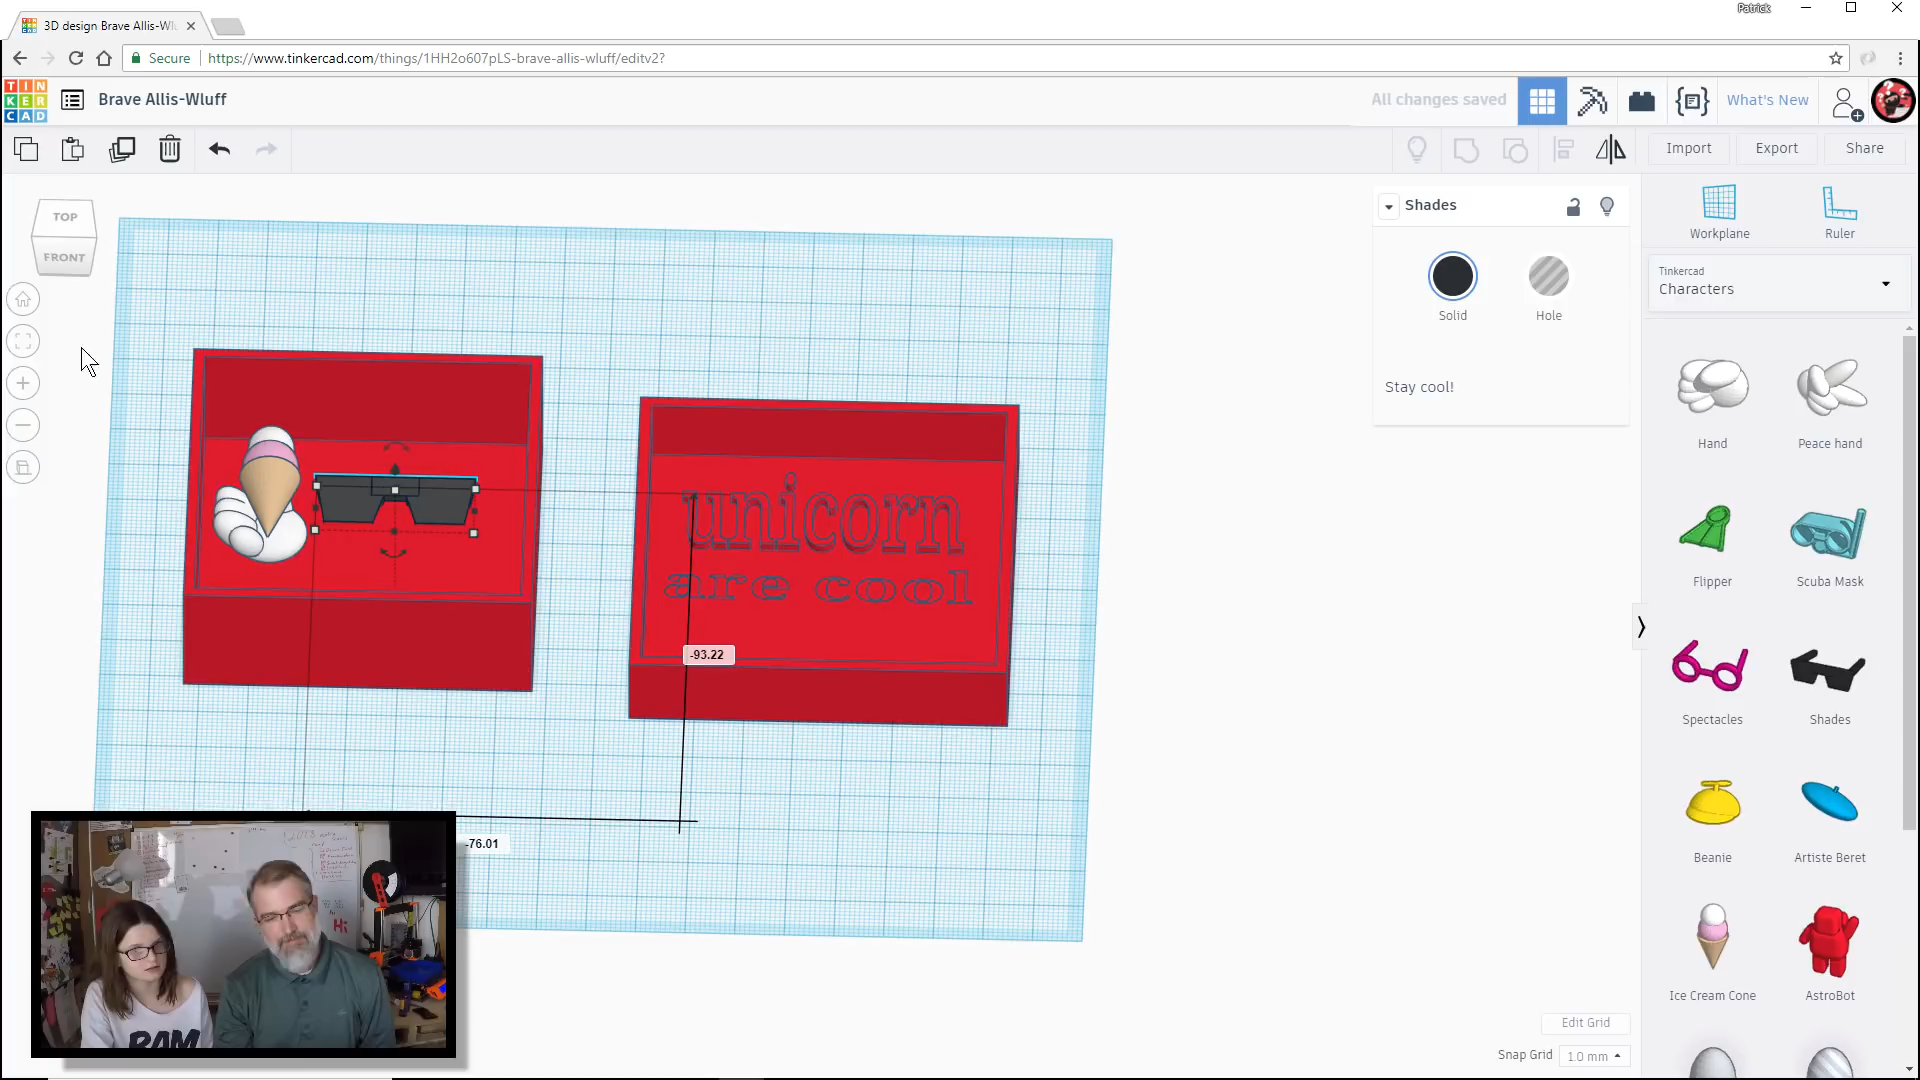 3D design Brave Allis-Wlu
Patrick
Secure
https://www.tinkercad.com/things/1HH2o607pLS-brave-allis-wluff/editv2?
TIN
KER
CAD
Brave Allis-Wluff
All changes saved
What's New
Import
Export
Share
TOP
FRONT
Shades
Solid
Hole
Stay cool!
Workplane
Ruler
Tinkercad
Characters
Hand
Peace hand
Flipper
Scuba Mask
Spectacles
Shades
Beanie
Artiste Beret
Ice Cream Cone
AstroBot
unicorn
are cool
-93.22
-76.01
Hi
RAM
Edit Grid
Snap Grid
1.0 mm